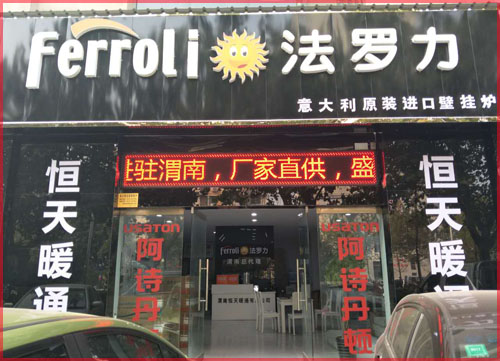 Ferroli 法罗力
意大利原装进口壁挂炉
驻渭南，厂家直供，盛
恒天暖通
usaton
阿诗丹
Ferroli 法罗力
usaton
阿诗丹顿
恒天暖通